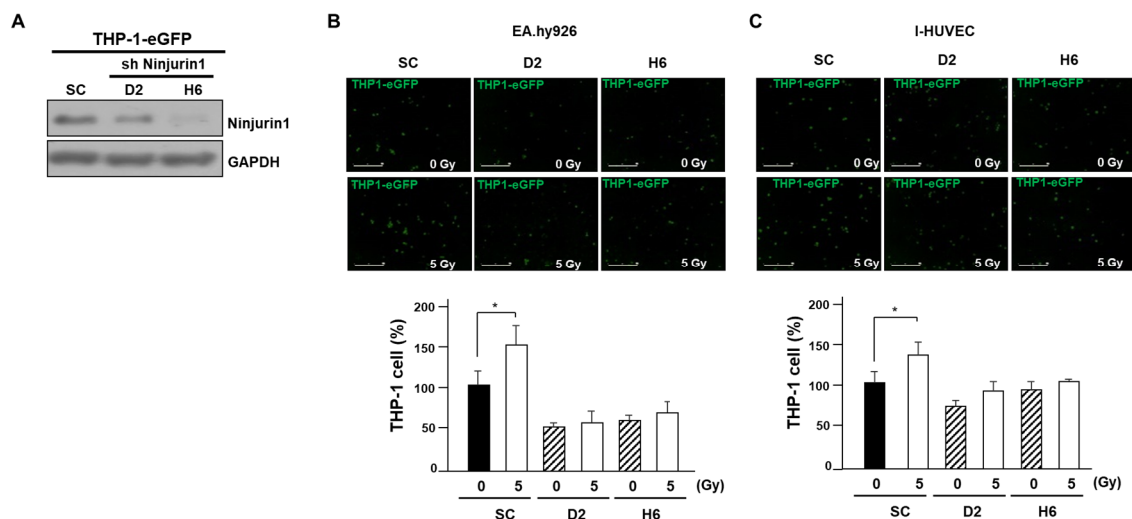 A
THP-1-eGFP
sh Ninjurin1
SC D2 H6
Ninjurin1
GAPDH
B
EA.hy926
SC D2 H6
THP1-eGFP THP1-eGFP THP1-eGFP
0 Gy 0 Gy 0 Gy
THP1-eGFP THP1-eGFP THP1-eGFP
5 Gy 5 Gy 5 Gy
THP-1 cell (%)
200
150
100
50
0
*
0 5 0 5 0 5 (Gy)
SC D2 H6
C
I-HUVEC
SC D2 H6
THP1-eGFP THP1-eGFP THP1-eGFP
0 Gy 0 Gy 0 Gy
THP1-eGFP THP1-eGFP THP1-eGFP
5 Gy 5 Gy 5 Gy
THP-1 cell (%)
200
150
100
50
0
*
0 5 0 5 0 5 (Gy)
SC D2 H6